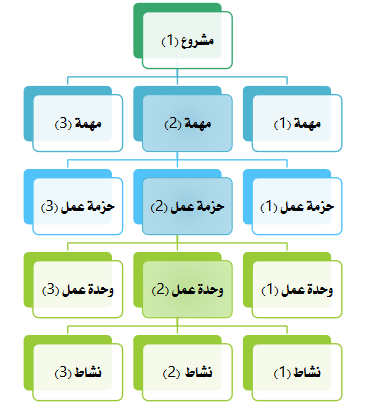 مشروع (1)
مهمة (1)
مهمة (2)
مهمة (3)
حزمة عمل (1)
حزمة عمل (2)
حزمة عمل (3)
وحدة عمل (1)
وحدة عمل (2)
وحدة عمل (3)
نشاط (1)
نشاط (2)
نشاط (3)